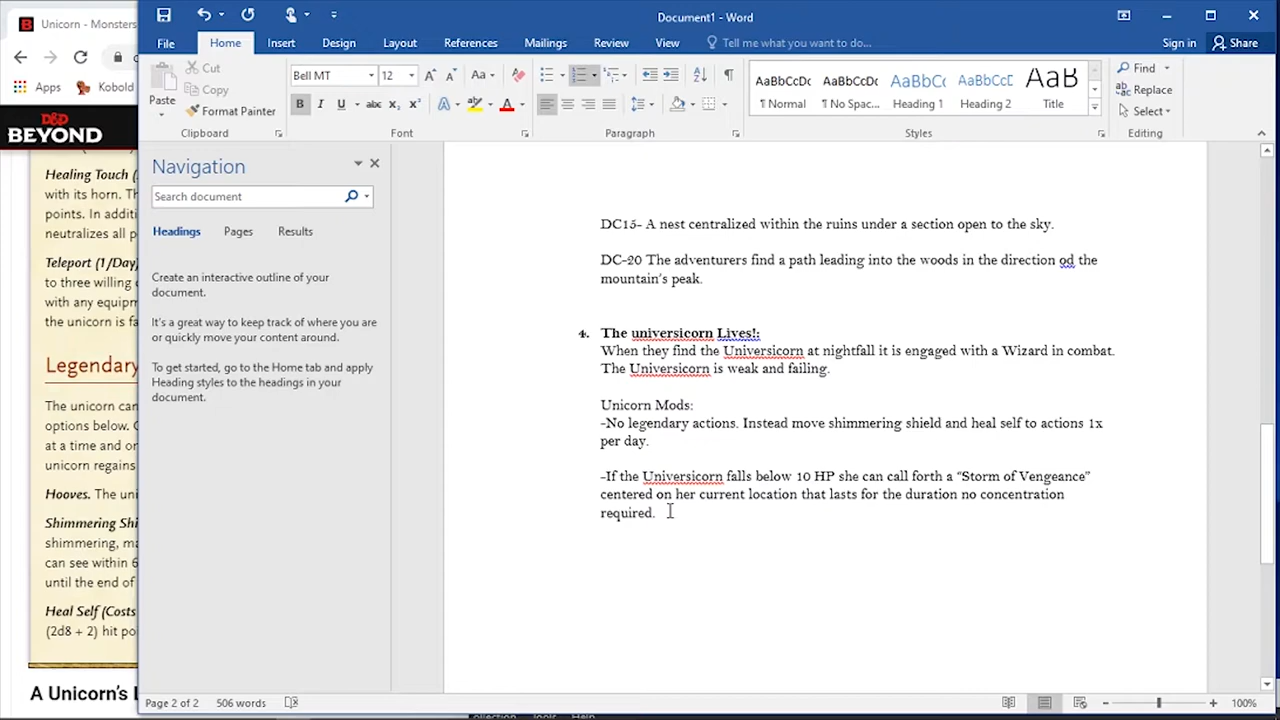 Unicorn - Monsters
Document1 - Word
File
Home
Insert
Design
Layout
References
Mailings
Review
View
Tell me what you want to do...
Sign in
Share
Apps
Kobold
Paste
Cut
Copy
Format Painter
Clipboard
Bell MT
12
Font
Paragraph
AaBbCcDc
¶ Normal
AaBbCcDc
¶ No Spac...
AaBbCc
Heading 1
AaBbCcD
Heading 2
AaB
Title
Styles
Find
Replace
Select
Editing
D&D
BEYOND
Healing Touch (
with its horn. Th
points. In additi
neutralizes all p
Teleport (1/Day)
to three willing c
with any equipm
the unicorn is fa
Legendary
The unicorn can
options below. O
at a time and on
unicorn regains
Hooves. The uni
Shimmering Shi
shimmering, ma
can see within 6
until the end of
Heal Self (Costs
(2d8 + 2) hit poi
A Unicorn's L
Navigation
Search document
Headings
Pages
Results
Create an interactive outline of your
document.
It's a great way to keep track of where you are
or quickly move your content around.
To get started, go to the Home tab and apply
Heading styles to the headings in your
document.
DC15- A nest centralized within the ruins under a section open to the sky.
DC-20 The adventurers find a path leading into the woods in the direction od the
mountain's peak.
4. The universicorn Lives!:
When they find the Universicorn at nightfall it is engaged with a Wizard in combat.
The Universicorn is weak and failing.
Unicorn Mods:
-No legendary actions. Instead move shimmering shield and heal self to actions 1x
per day.
-If the Universicorn falls below 10 HP she can call forth a “Storm of Vengeance”
centered on her current location that lasts for the duration no concentration
required.
Page 2 of 2
506 words
100%